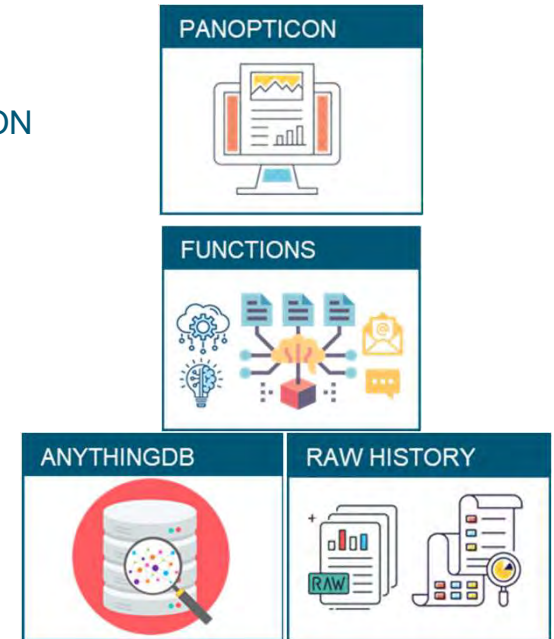 PANOPTICON
ON
FUNCTIONS
@
ANYTHINGDB
RAW HISTORY
RAW